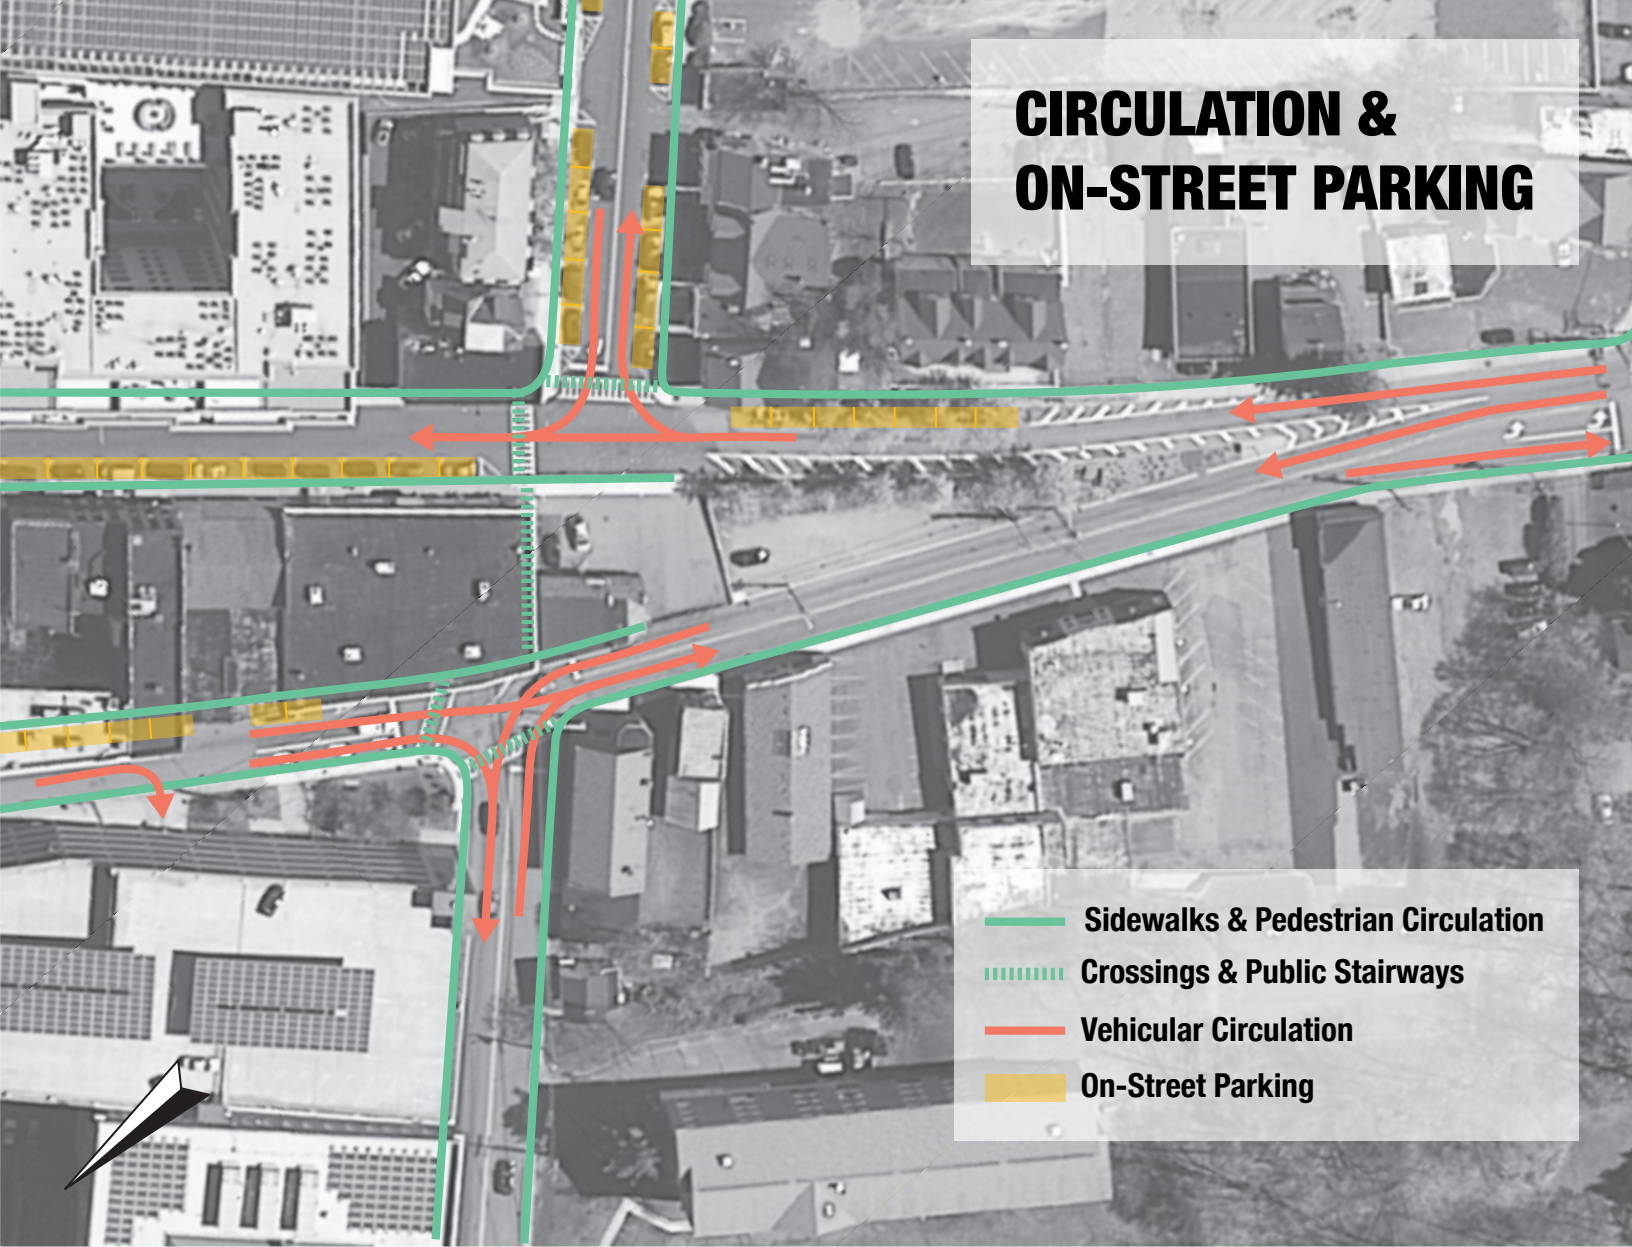 CIRCULATION &
ON-STREET PARKING
Sidewalks & Pedestrian Circulation
Crossings & Public Stairways
Vehicular Circulation
On-Street Parking